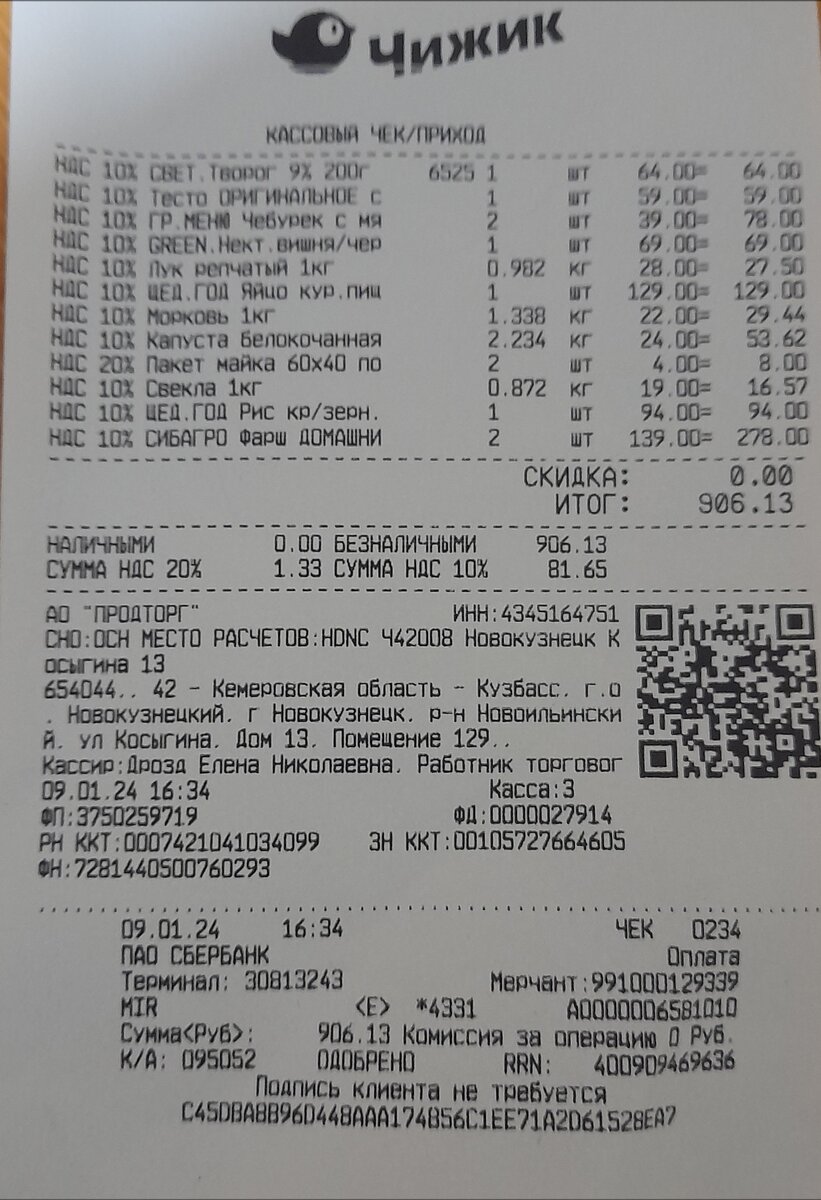 Чижик
КАССОВЫЙ ЧЕК/ПРИХОД
НДС 10% СВЕТ.Творог 9% 200г 6525 1 шт 64.00= 64.00
НДС 10% Тесто ОРИГИНАЛЬНОЕ с 1 шт 59.00= 59.00
НДС 10% ГР.МЕНЮ Чебурек с мя 2 шт 39.00= 78.00
НДС 10% GREEN.Нект.вишня/чер 1 шт 69.00= 69.00
НДС 10% Лук репчатый 1кг 0.982 кг 28.00= 27.50
НДС 10% ЩЕД.ГОД Яйцо кур.пищ 1 шт 129.00= 129.00
НДС 10% Морковь 1кг 1.338 кг 22.00= 29.44
НДС 10% Капуста Белокочанная 2.234 кг 24.00= 53.62
НДС 20% Пакет майка 60х40 по 2 шт 4.00= 8.00
НДС 10% Свекла 1кг 0.872 кг 19.00= 16.57
НДС 10% ЩЕД.ГОД Рис кр/зерн. 1 шт 94.00= 94.00
НДС 10% СИБАГРО Фарш ДОМАШНИ 2 шт 139.00= 278.00
СКИДКА: 0.00
ИТОГ: 906.13
НАЛИЧНЫМИ 0.00 БЕЗНАЛИЧНЫМИ 906.13
СУММА НДС 20% 1.33 СУММА НДС 10% 81.65
АО "ПРОДТОРГ" ИНН:4345164751
СНО:ОСН МЕСТО РАСЧЕТОВ:HDNC Ч42008 Новокузнецк К
осыгина 13
654044,, 42 - Кемеровская область - Кузбасс, г.о
. Новокузнецкий, г Новокузнецк, р-н Новоильински
й, ул Косыгина, Дом 13, Помещение 129,,
Кассир:Дрозд Елена Николаевна, Работник торговог
09.01.24 16:34 Касса:3
ФП:3750259719 ФД:0000027914
РН ККТ:0007421041034099 ЗН ККТ:00105727664605
ФН:7281440500760293
09.01.24 16:34 ЧЕК 0234
ПАО СБЕРБАНК Оплата
Терминал: 30813243 Мерчант:991000129339
MIR <E> *4331 A0000006581010
Сумма<Руб>: 906.13 Комиссия за операцию 0 Руб.
К/А: 095052 ОДОБРЕНО RRN: 400909469636
Подпись клиента не требуется
C45DBA8B96D448AAA174B56C1EE71A2D61528EA7